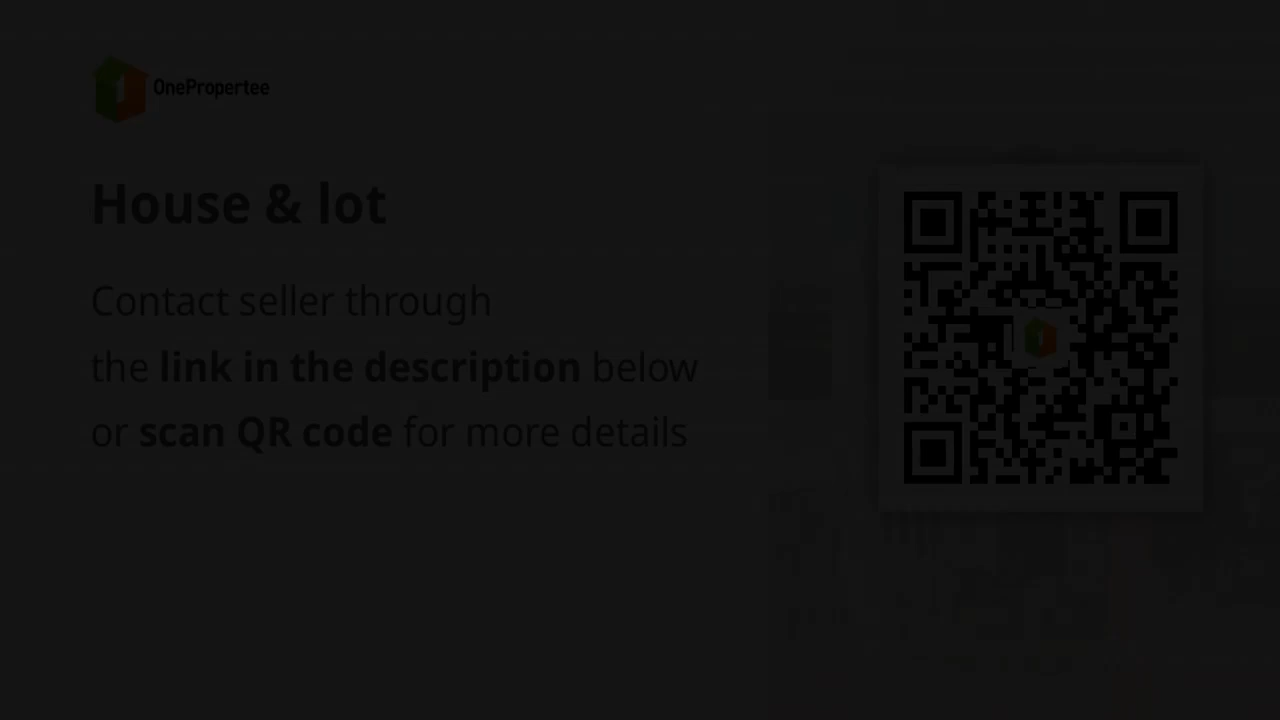 OnePropertee
House & lot
Contact seller through
the link in the description below
or scan QR code for more details